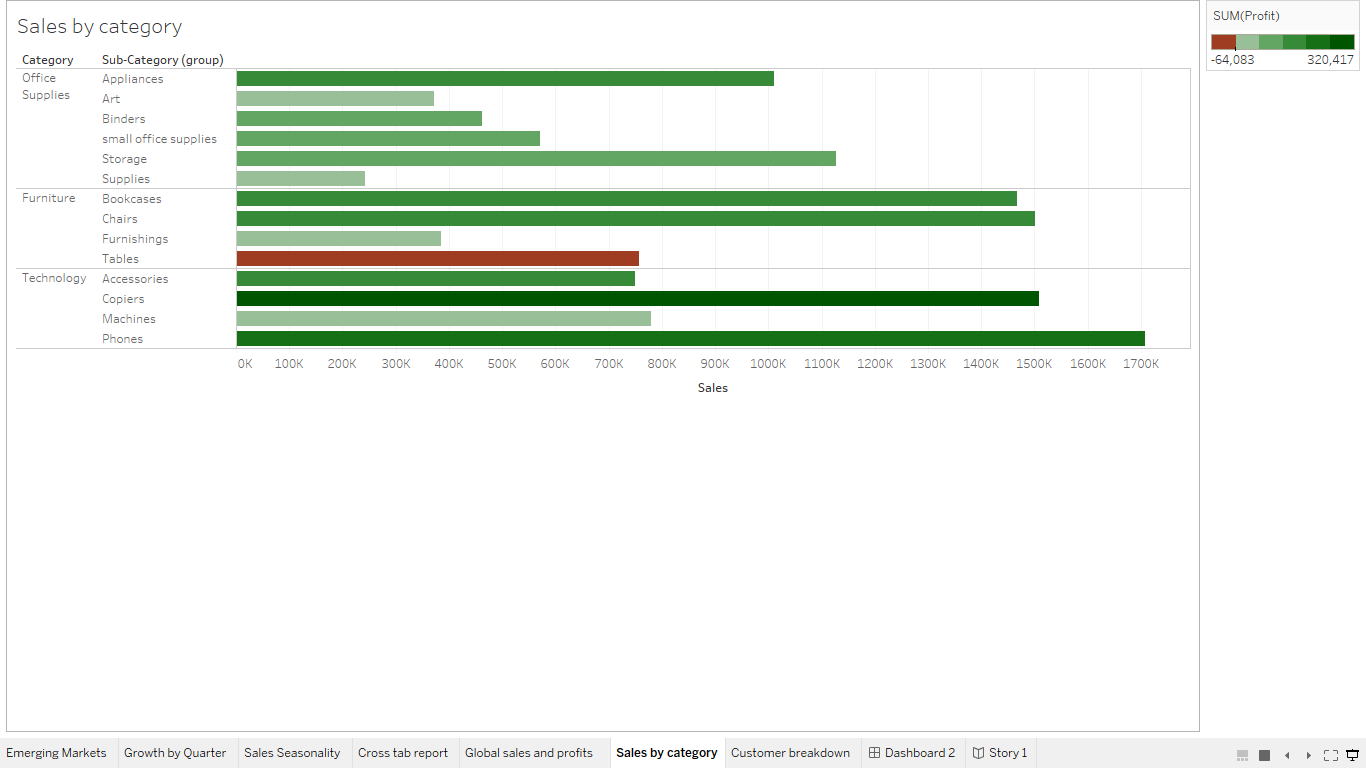 Sales by category
SUM(Profit)
-64,083 320,417
Category Sub-Category (group)
Office Supplies
Appliances
Art
Binders
small office supplies
Storage
Supplies
Furniture
Bookcases
Chairs
Furnishings
Tables
Technology
Accessories
Copiers
Machines
Phones
0K 100K 200K 300K 400K 500K 600K 700K 800K 900K 1000K 1100K 1200K 1300K 1400K 1500K 1600K 1700K
Sales
Emerging Markets Growth by Quarter Sales Seasonality Cross tab report Global sales and profits Sales by category Customer breakdown Dashboard 2 Story 1